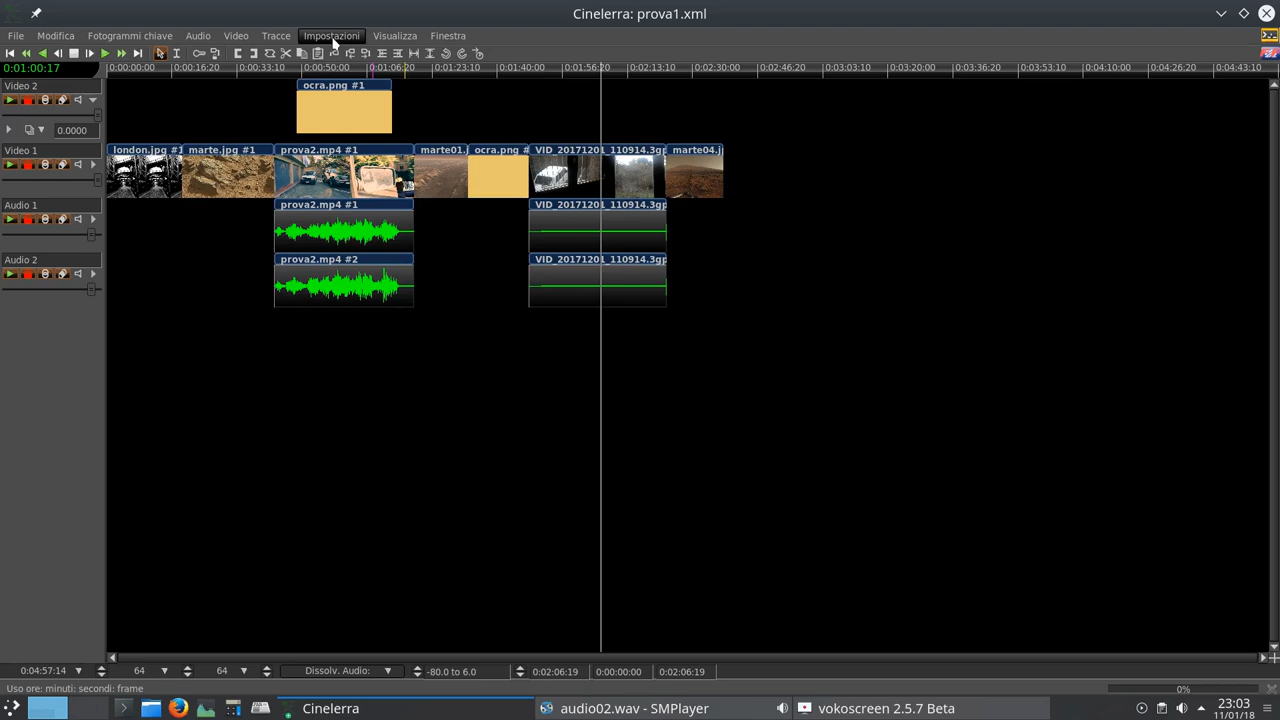 Cinelerra: prova1.xml
File Modifica Fotogrammi chiave Audio Video Tracce Impostazioni Visualizza Finestra
0:01:00:17 0:00:00:00 0:00:16:20 0:00:33:10 0:00:50:00 0:01:06:20 0:01:23:10 0:01:40:00 0:01:56:20 0:02:13:10 0:02:30:00 0:02:46:20 0:03:03:10 0:03:20:00 0:03:36:20 0:03:53:10 0:04:10:00 0:04:26:20 0:04:43:10
Video 2 ocra.png #1
0.0000
Video 1 london.jpg #1 marte.jpg #1 prova2.mp4 #1 marte01.j ocra.png # VID_20171201_110914.3gp marte04.j
Audio 1 prova2.mp4 #1 VID_20171201_110914.3gp
Audio 2 prova2.mp4 #2 VID_20171201_110914.3gp
0:04:57:14 64 64 Dissolv. Audio: -80.0 to 6.0 0:02:06:19 0:00:00:00 0:02:06:19
Uso ore: minuti: secondi: frame 0%
Cinelerra audio02.wav - SMPlayer vokoscreen 2.5.7 Beta 23:03
11/01/18